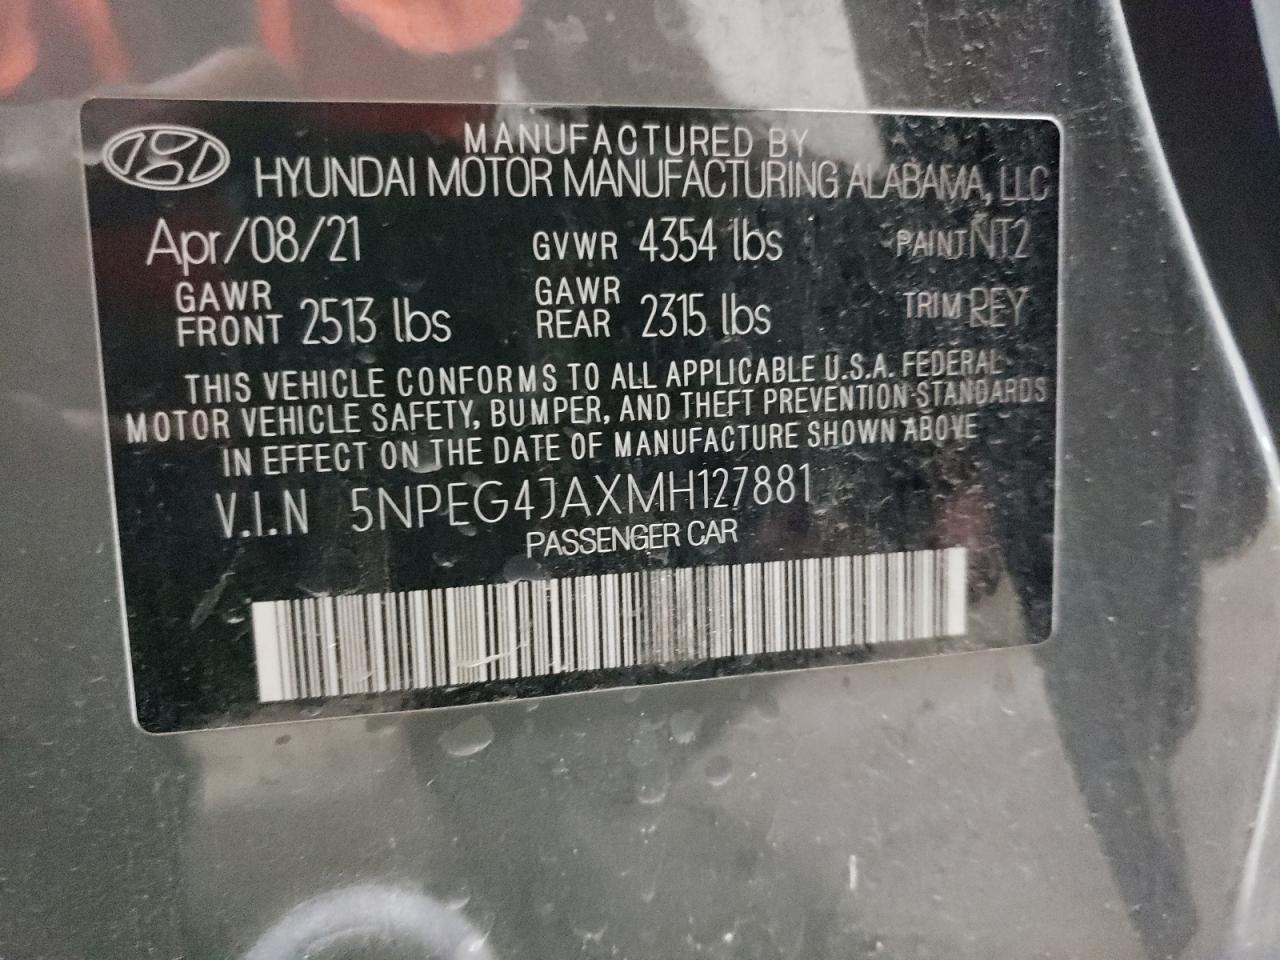 MANUFACTURED BY
HYUNDAI MOTOR MANUFACTURING ALABAMA, LLC
Apr/08/21 GVWR 4354 lbs PAINT NT2
GAWR FRONT 2513 lbs GAWR REAR 2315 lbs TRIM REY
THIS VEHICLE CONFORMS TO ALL APPLICABLE U.S.A. FEDERAL
MOTOR VEHICLE SAFETY, BUMPER, AND THEFT PREVENTION STANDARDS
IN EFFECT ON THE DATE OF MANUFACTURE SHOWN ABOVE
V.I.N 5NPEG4JAXMH127881
PASSENGER CAR